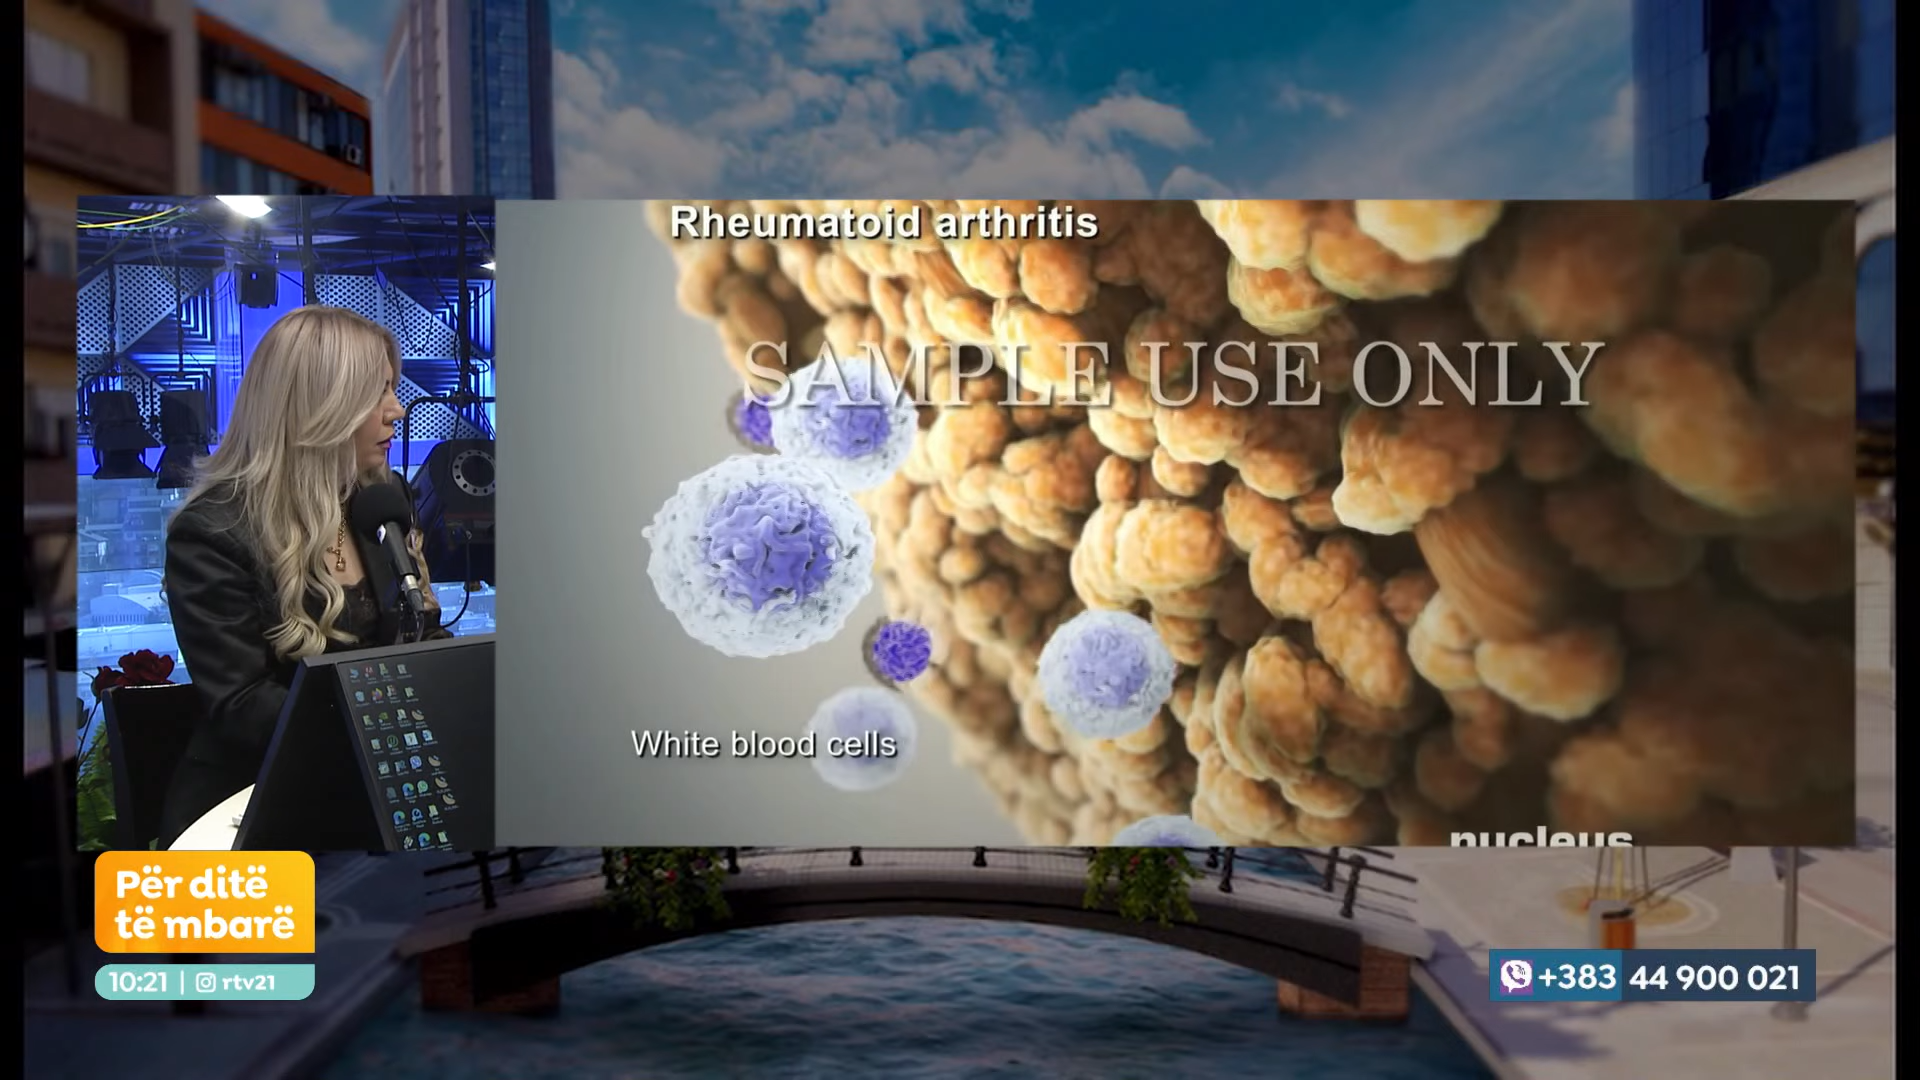 Rheumatoid arthritis
SAMPLE USE ONLY
White blood cells
nucleus
Për ditë
të mbarë
10:21 | rtv21
+383 44 900 021